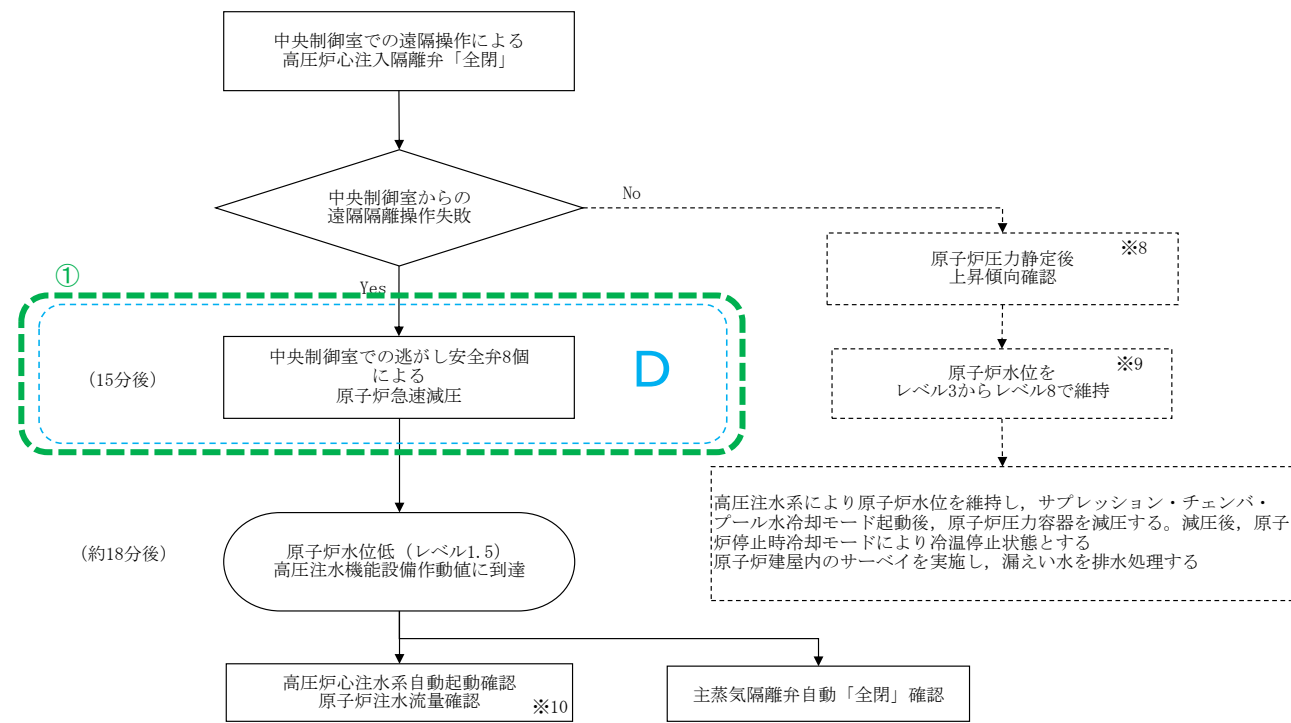 中央制御室での遠隔操作による
高圧炉心注入隔離弁「全閉」
中央制御室からの
遠隔隔離操作失敗
No
※8
原子炉圧力静定後
上昇傾向確認
①
Yes
中央制御室での逃がし安全弁8個
による
原子炉急速減圧
(15分後)
D
※9
原子炉水位を
レベル3からレベル8で維持
高圧注水系により原子炉水位を維持し，サプレッション・チェンバ・
プール水冷却モード起動後，原子炉圧力容器を減圧する。減圧後，原子
炉停止時冷却モードにより冷温停止状態とする
原子炉建屋内のサーベイを実施し，漏えい水を排水処理する
(約18分後)
原子炉水位低（レベル1.5）
高圧注水機能設備作動値に到達
高圧炉心注水系自動起動確認
原子炉注水流量確認
※10
主蒸気隔離弁自動「全閉」確認